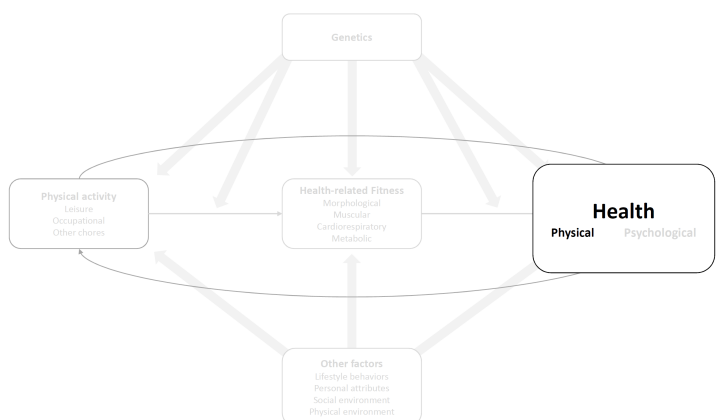 Genetics
Physical activity
Leisure
Occupational
Other chores
Health-related Fitness
Morphological
Muscular
Cardiorespiratory
Metabolic
Health
Physical Psychological
Other factors
Lifestyle behaviors
Personal attributes
Social environment
Physical environment